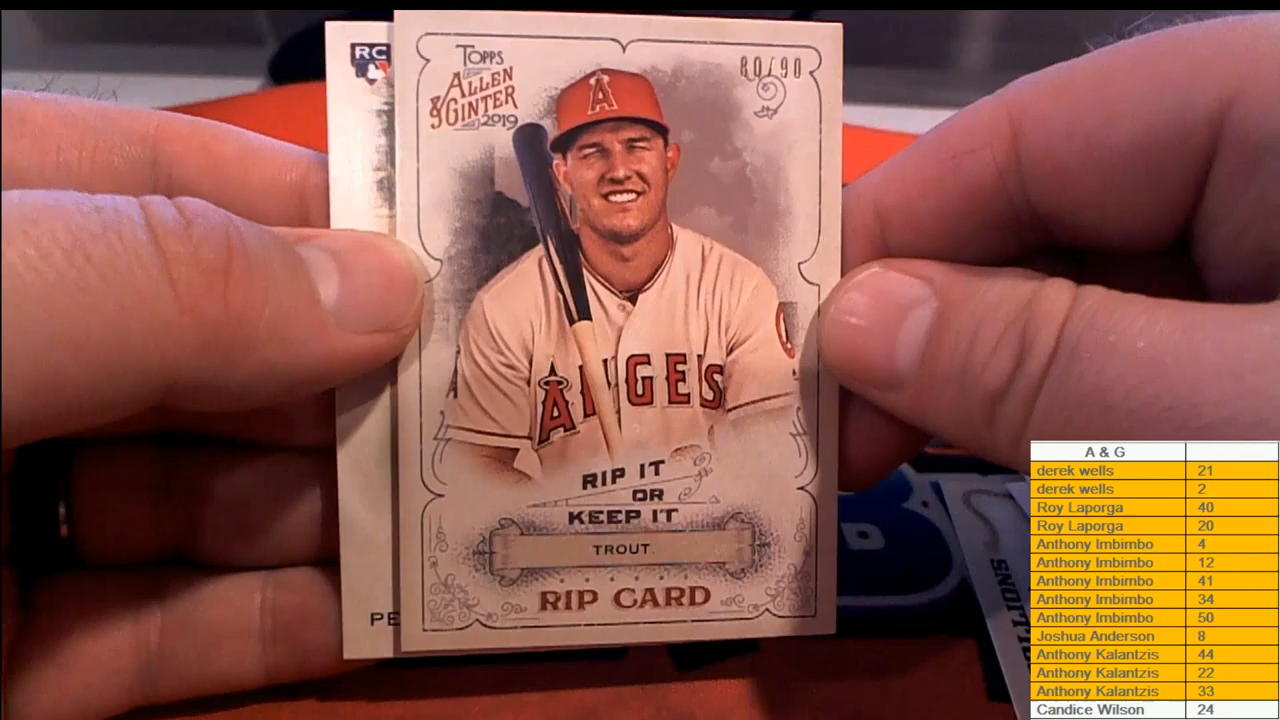 RC
TOPPS
ALLEN
& GINTER
2019
80/90
A
ANGELS
RIP IT
OR
KEEP IT
TROUT
RIP CARD
PE
A & G
derek wells 21
derek wells 2
Roy Laporga 40
Roy Laporga 20
Anthony Imbimbo 4
Anthony Imbimbo 12
Anthony Imbimbo 41
Anthony Imbimbo 34
Anthony Imbimbo 50
Joshua Anderson 8
Anthony Kalantzis 44
Anthony Kalantzis 22
Anthony Kalantzis 33
Candice Wilson 24